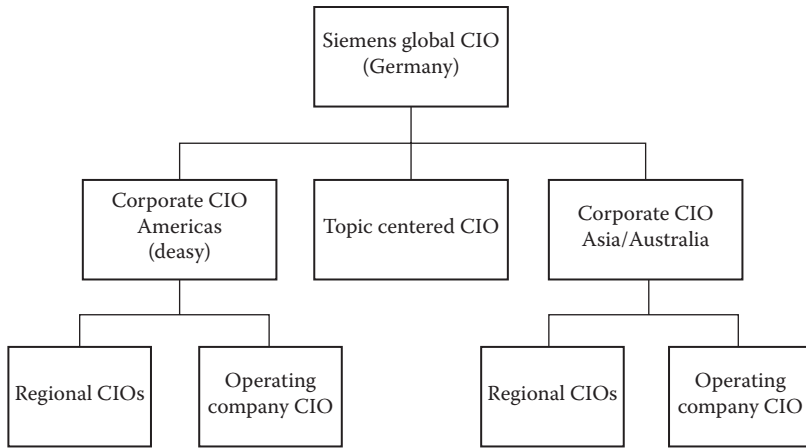 Siemens global CIO
(Germany)
Corporate CIO
Americas
(deasy)
Topic centered CIO
Corporate CIO
Asia/Australia
Regional CIOs
Operating
company CIO
Regional CIOs
Operating
company CIO